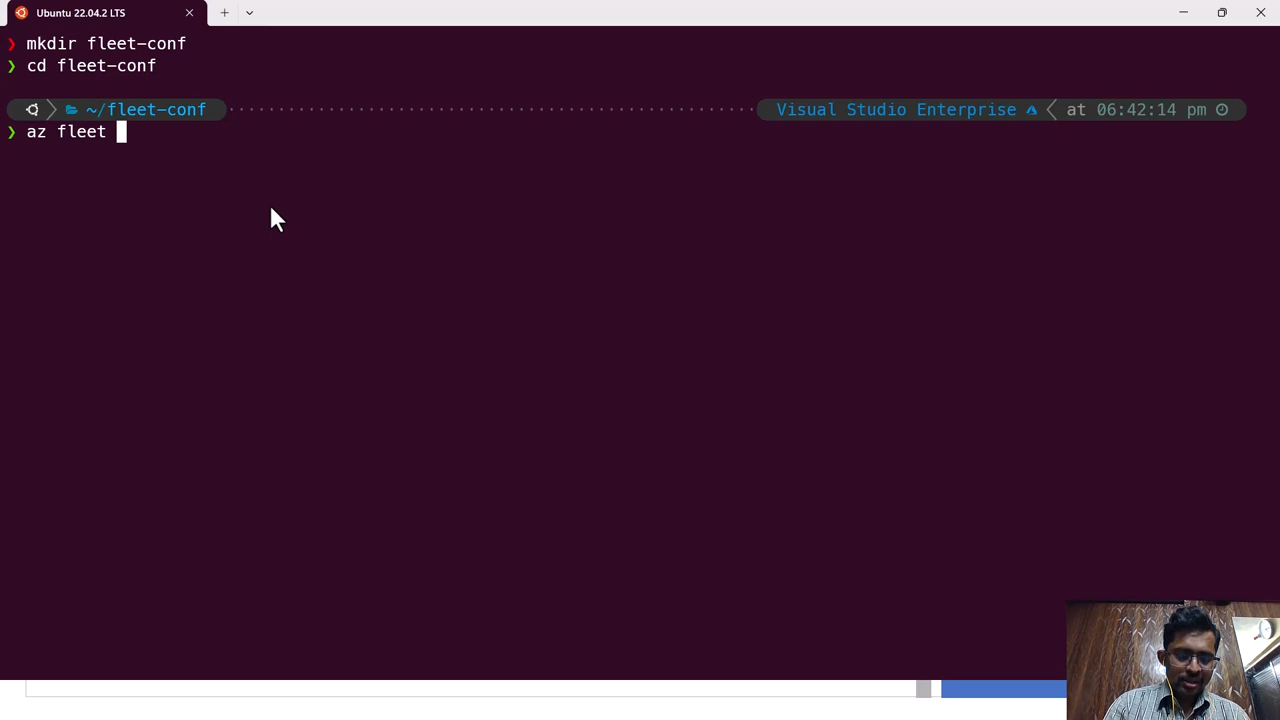 Ubuntu 22.04.2 LTS
❯ mkdir fleet-conf
❯ cd fleet-conf
~/fleet-conf
Visual Studio Enterprise
at 06:42:14 pm
❯ az fleet